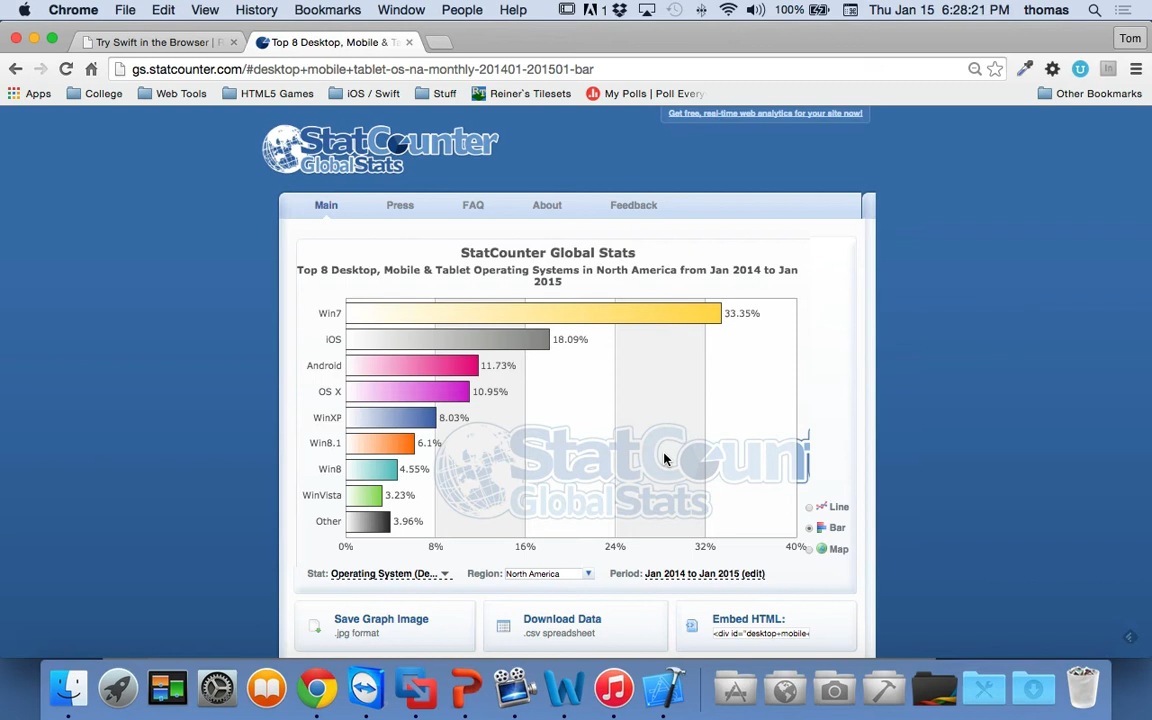 Chrome File Edit View History Bookmarks Window People Help 1 100% Thu Jan 15 6:28:21 PM thomas
Try Swift in the Browser | Top 8 Desktop, Mobile & Ta Tom
gs.statcounter.com/#desktop+mobile+tablet-os-na-monthly-201401-201501-bar
Apps College Web Tools HTML5 Games iOS / Swift Stuff Reiner's Tilesets My Polls | Poll Every Other Bookmarks
Get free, real-time web analytics for your site now!
StatCounter
GlobalStats
Main Press FAQ About Feedback
StatCounter Global Stats
Top 8 Desktop, Mobile & Tablet Operating Systems in North America from Jan 2014 to Jan
2015
Win7 33.35%
iOS 18.09%
Android 11.73%
OS X 10.95%
WinXP 8.03%
Win8.1 6.1%
Win8 4.55%
WinVista 3.23%
Other 3.96%
StatCount
GlobalStats
0% 8% 16% 24% 32% 40%
Line
Bar
Map
Stat: Operating System (De... Region: North America Period: Jan 2014 to Jan 2015 (edit)
Save Graph Image Download Data Embed HTML:
.jpg format .csv spreadsheet <div id="desktop+mobile+